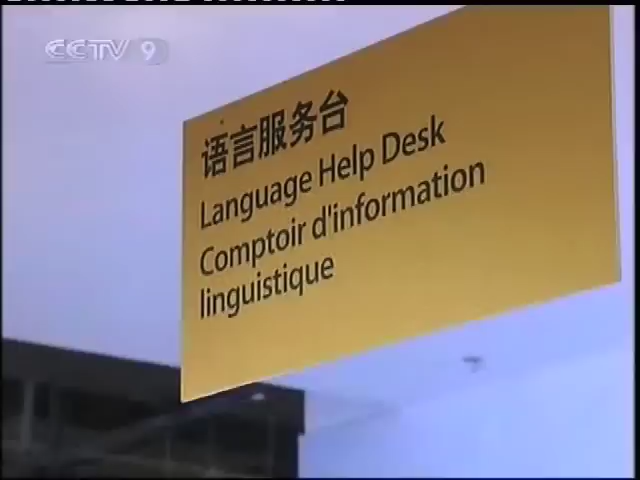 CCTV 9
语言服务台
Language Help Desk
Comptoir d'information
linguistique